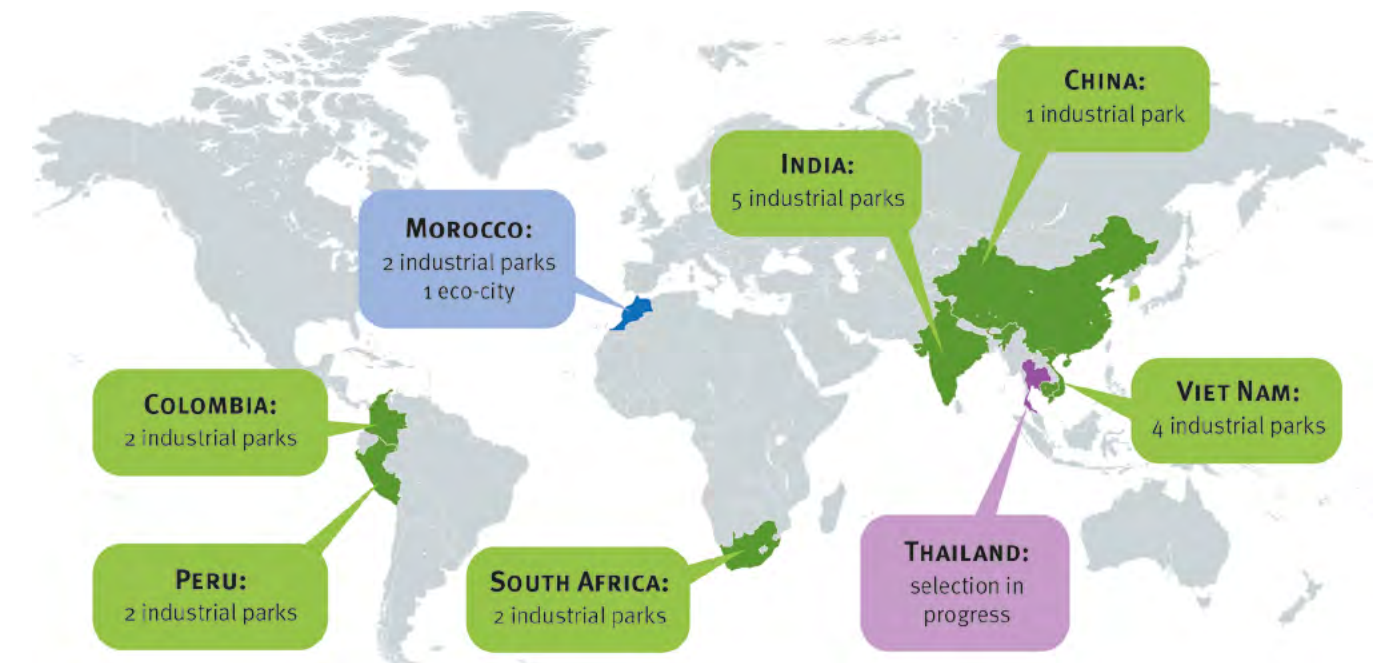 CHINA:
1 industrial park
INDIA:
5 industrial parks
MOROCCO:
2 industrial parks
1 eco-city
COLOMBIA:
2 industrial parks
VIET NAM:
4 industrial parks
PERU:
2 industrial parks
SOUTH AFRICA:
2 industrial parks
THAILAND:
selection in
progress